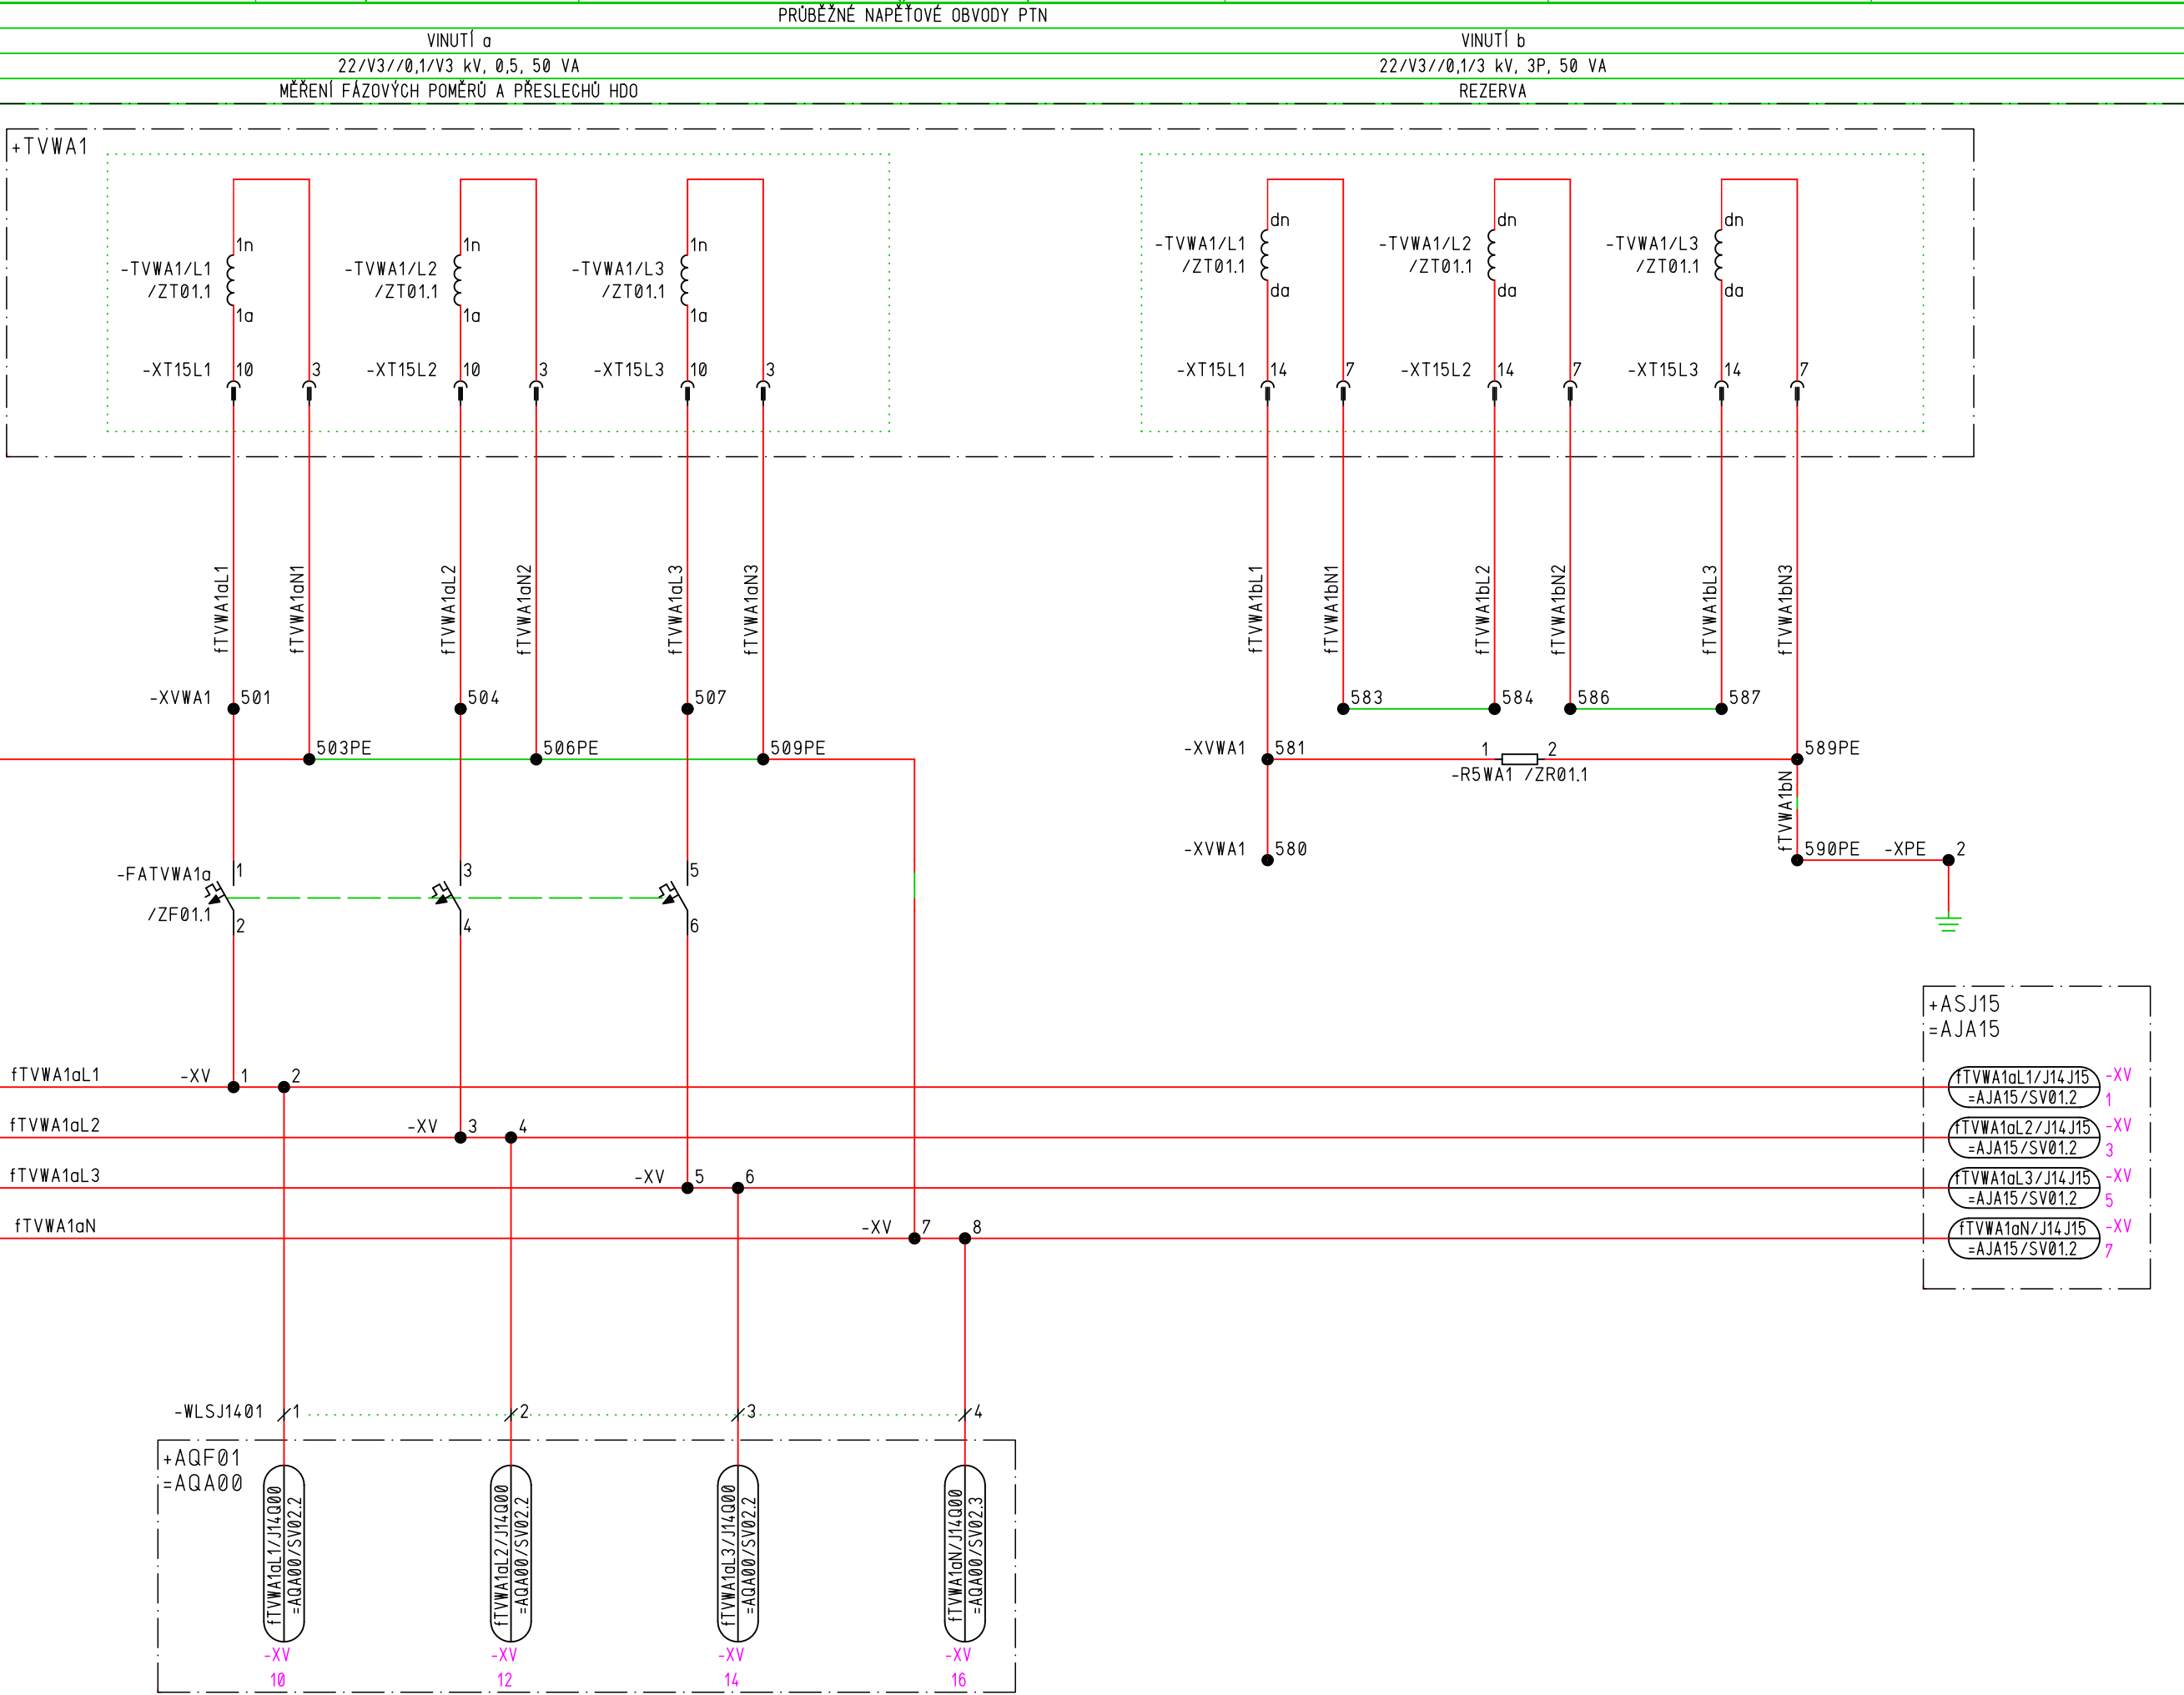 PRŮBĚŽNÉ NAPĚŤOVÉ OBVODY PTN
VINUTÍ a
VINUTÍ b
22/V3//0,1/V3 kV, 0,5, 50 VA
22/V3//0,1/3 kV, 3P, 50 VA
MĚŘENÍ FÁZOVÝCH POMĚRŮ A PŘESLECHŮ HDO
REZERVA
+TVWA1
1n
1n
1n
dn
dn
dn
-TVWA1/L1
/ZT01.1
-TVWA1/L2
/ZT01.1
-TVWA1/L3
/ZT01.1
-TVWA1/L1
/ZT01.1
-TVWA1/L2
/ZT01.1
-TVWA1/L3
/ZT01.1
1a
1a
1a
da
da
da
-XT15L1 10 3
-XT15L2 10 3
-XT15L3 10 3
-XT15L1 14 7
-XT15L2 14 7
-XT15L3 14 7
fTVWA1aL1
fTVWA1aN1
fTVWA1aL2
fTVWA1aN2
fTVWA1aL3
fTVWA1aN3
fTVWA1bL1
fTVWA1bN1
fTVWA1bL2
fTVWA1bN2
fTVWA1bL3
fTVWA1bN3
-XVWA1 501
504
507
583
584
586
587
503PE
506PE
509PE
-XVWA1 581
1 2
-R5WA1 /ZR01.1
589PE
fTVWA1bN
-XVWA1 580
590PE
-XPE 2
-FATVWA1a
/ZF01.1
1
2
3
4
5
6
+ASJ15
=AJA15
fTVWA1aL1
-XV 1 2
fTVWA1aL1/J14J15
=AJA15/SV01.2
-XV
1
fTVWA1aL2
-XV 3 4
fTVWA1aL2/J14J15
=AJA15/SV01.2
-XV
3
fTVWA1aL3
-XV 5 6
fTVWA1aL3/J14J15
=AJA15/SV01.2
-XV
5
fTVWA1aN
-XV 7 8
fTVWA1aN/J14J15
=AJA15/SV01.2
-XV
7
-WLSJ1401 1 2 3 4
+AQF01
=AQA00
fTVWA1aL1/J14Q00
=AQA00/SV02.2
-XV
10
fTVWA1aL2/J14Q00
=AQA00/SV02.2
-XV
12
fTVWA1aL3/J14Q00
=AQA00/SV02.2
-XV
14
fTVWA1aN/J14Q00
=AQA00/SV02.3
-XV
16